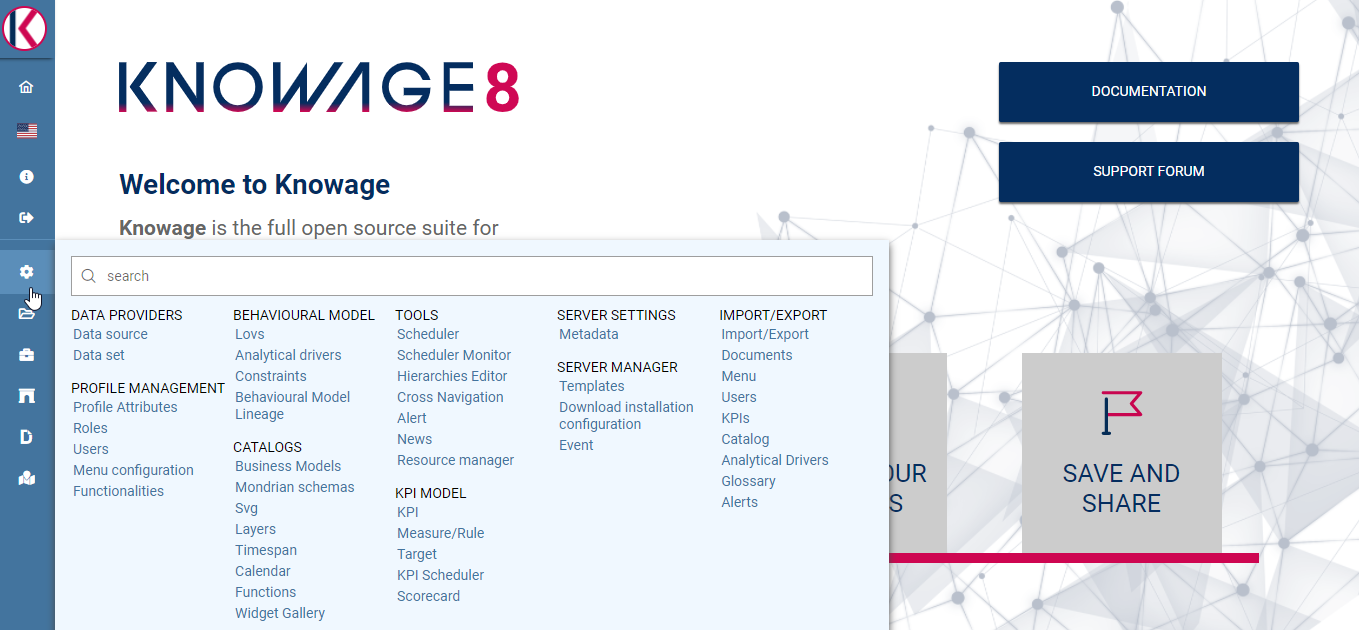 KNOWAGE 8
DOCUMENTATION
SUPPORT FORUM
Welcome to Knowage
Knowage is the full open source suite for
search
DATA PROVIDERS
Data source
Data set
PROFILE MANAGEMENT
Profile Attributes
Roles
Users
Menu configuration
Functionalities
BEHAVIOURAL MODEL
Lovs
Analytical drivers
Constraints
Behavioural Model
Lineage
CATALOGS
Business Models
Mondrian schemas
Svg
Layers
Timespan
Calendar
Functions
Widget Gallery
TOOLS
Scheduler
Scheduler Monitor
Hierarchies Editor
Cross Navigation
Alert
News
Resource manager
KPI MODEL
KPI
Measure/Rule
Target
KPI Scheduler
Scorecard
SERVER SETTINGS
Metadata
SERVER MANAGER
Templates
Download installation
configuration
Event
IMPORT/EXPORT
Import/Export
Documents
Menu
Users
KPIs
Catalog
Analytical Drivers
Glossary
Alerts
SAVE AND
SHARE